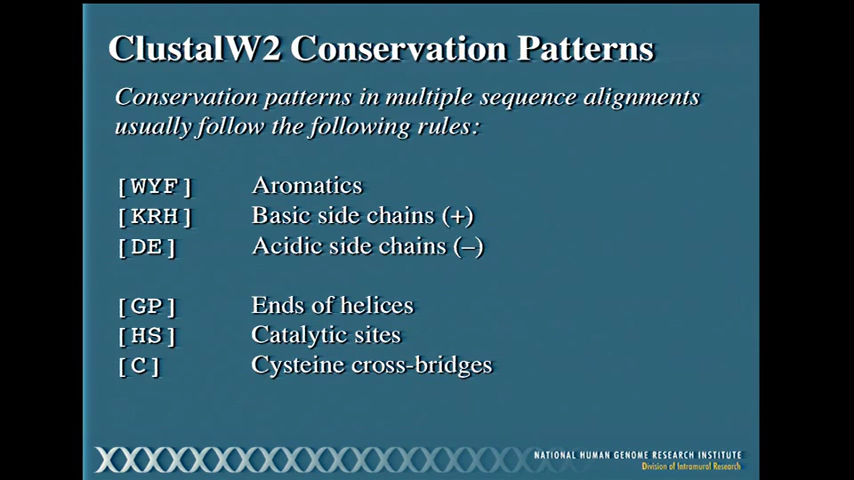 ClustalW2 Conservation Patterns
Conservation patterns in multiple sequence alignments
usually follow the following rules:
[WYF] Aromatics
[KRH] Basic side chains (+)
[DE] Acidic side chains (–)
[GP] Ends of helices
[HS] Catalytic sites
[C] Cysteine cross-bridges
NATIONAL HUMAN GENOME RESEARCH INSTITUTE
Division of Intramural Research